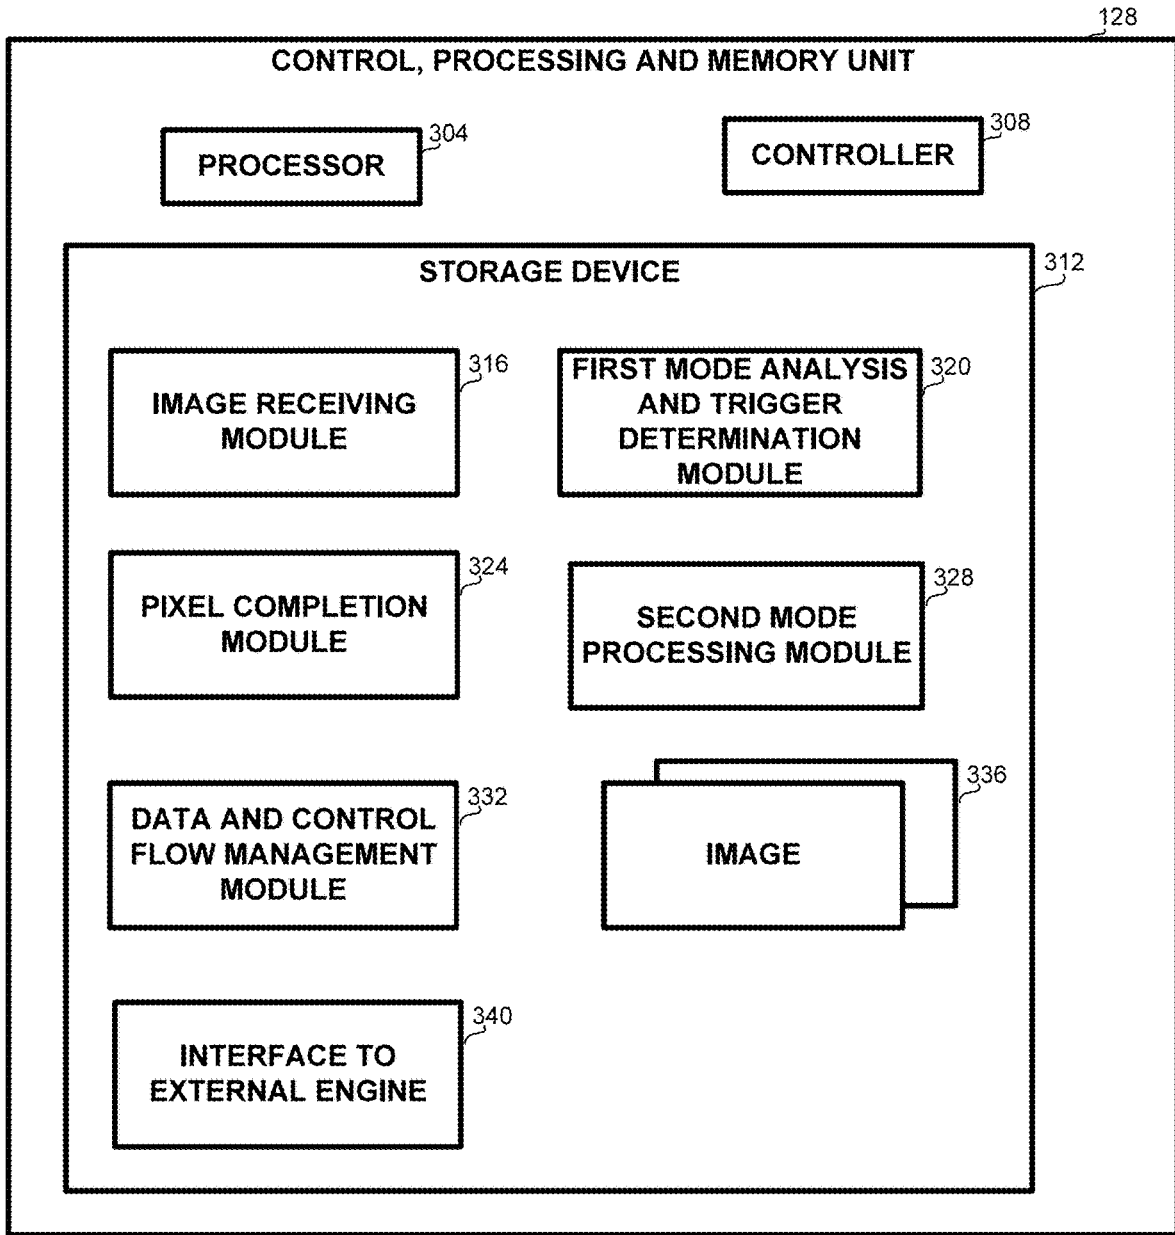 128
CONTROL, PROCESSING AND MEMORY UNIT
PROCESSOR
304
CONTROLLER
308
STORAGE DEVICE
312
IMAGE RECEIVING
MODULE
316
FIRST MODE ANALYSIS
AND TRIGGER
DETERMINATION
MODULE
320
PIXEL COMPLETION
MODULE
324
SECOND MODE
PROCESSING MODULE
328
DATA AND CONTROL
FLOW MANAGEMENT
MODULE
332
IMAGE
336
INTERFACE TO
EXTERNAL ENGINE
340